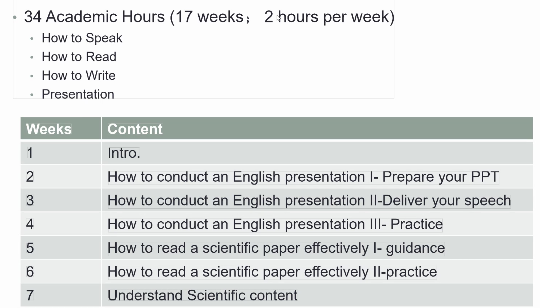 34 Academic Hours (17 weeks； 2 hours per week)
How to Speak
How to Read
How to Write
Presentation
Weeks Content
1 Intro.
2 How to conduct an English presentation I- Prepare your PPT
3 How to conduct an English presentation II-Deliver your speech
4 How to conduct an English presentation III- Practice
5 How to read a scientific paper effectively I- guidance
6 How to read a scientific paper effectively II-practice
7 Understand Scientific content